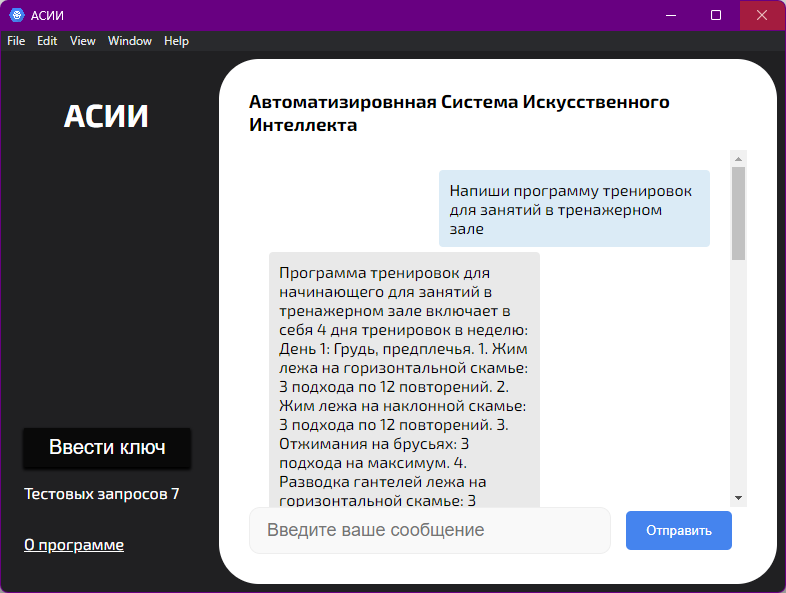 АСИИ
File Edit View Window Help
АСИИ
Автоматизировнная Система Искусственного
Интеллекта
Напиши программу тренировок
для занятий в тренажерном
зале
Программа тренировок для
начинающего для занятий в
тренажерном зале включает в
себя 4 дня тренировок в неделю:
День 1: Грудь, предплечья. 1. Жим
лежа на горизонтальной скамье:
3 подхода по 12 повторений. 2.
Жим лежа на наклонной скамье:
3 подхода по 12 повторений. 3.
Отжимания на брусьях: 3
подхода на максимум. 4.
Разводка гантелей лежа на
горизонтальной скамье: 3
Ввести ключ
Тестовых запросов 7
О программе
Введите ваше сообщение
Отправить